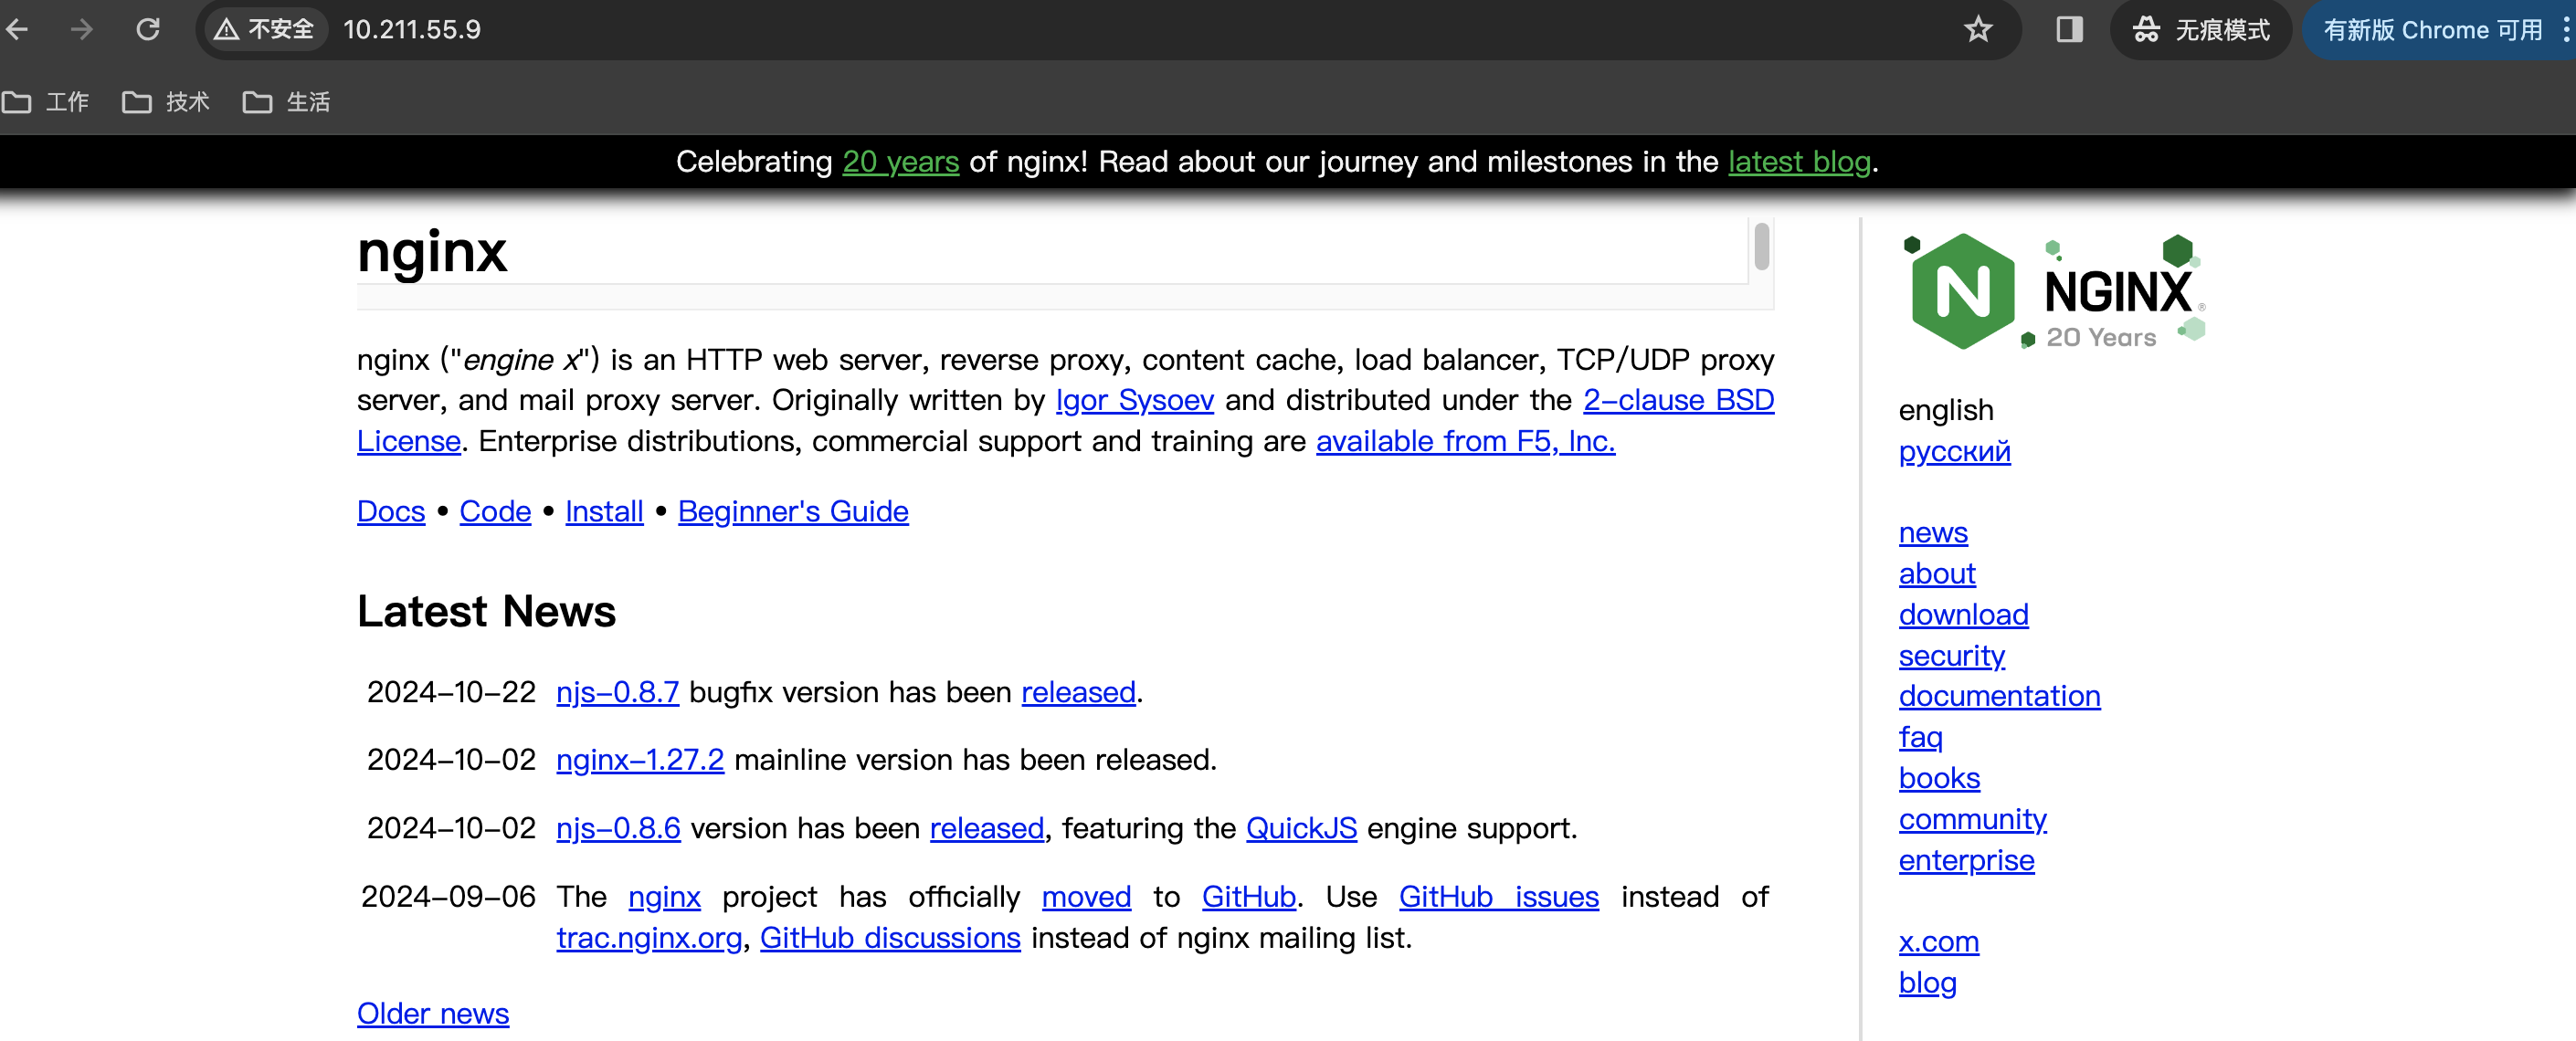 不安全 10.211.55.9 无痕模式 有新版 Chrome 可用
工作 技术 生活
Celebrating 20 years of nginx! Read about our journey and milestones in the latest blog.
nginx
nginx ("engine x") is an HTTP web server, reverse proxy, content cache, load balancer, TCP/UDP proxy
server, and mail proxy server. Originally written by Igor Sysoev and distributed under the 2-clause BSD
License. Enterprise distributions, commercial support and training are available from F5, Inc.
Docs • Code • Install • Beginner's Guide
Latest News
2024-10-22 njs-0.8.7 bugfix version has been released.
2024-10-02 nginx-1.27.2 mainline version has been released.
2024-10-02 njs-0.8.6 version has been released, featuring the QuickJS engine support.
2024-09-06 The nginx project has officially moved to GitHub. Use GitHub issues instead of
trac.nginx.org, GitHub discussions instead of nginx mailing list.
Older news
N NGINX®
20 Years
english
русский
news
about
download
security
documentation
faq
books
community
enterprise
x.com
blog